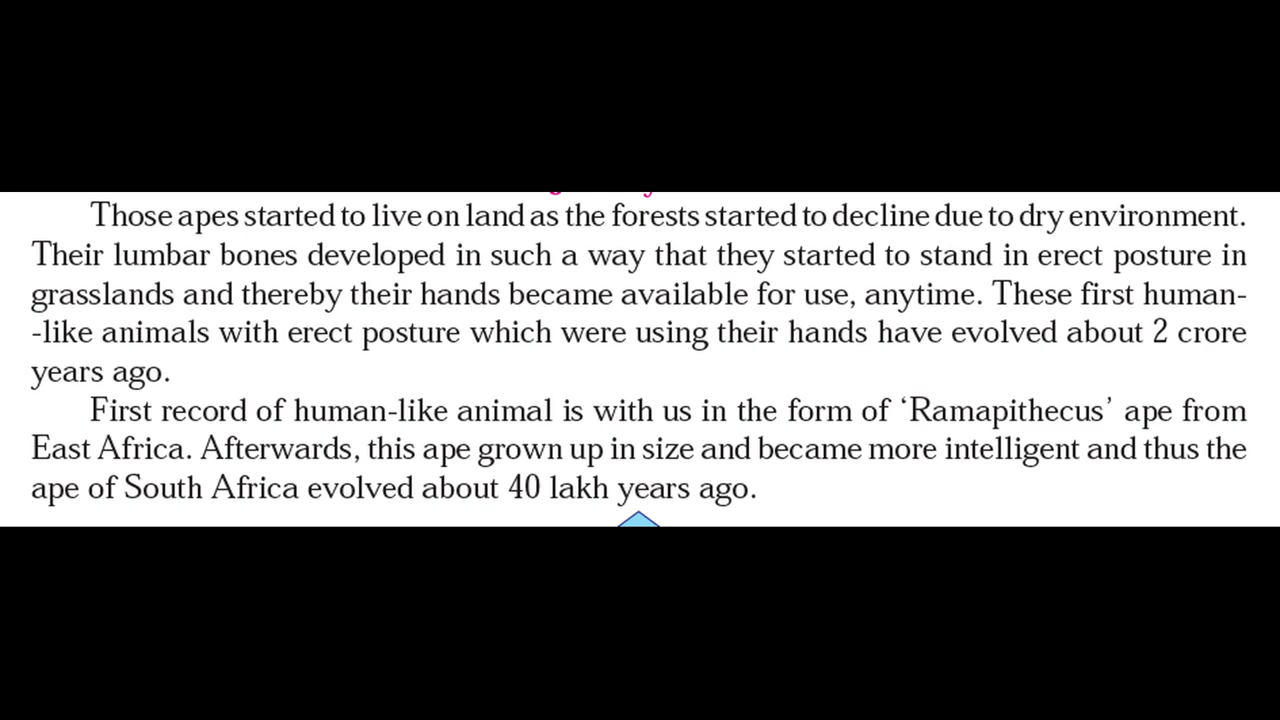 Those apes started to live on land as the forests started to decline due to dry environment.
Their lumbar bones developed in such a way that they started to stand in erect posture in
grasslands and thereby their hands became available for use, anytime. These first human-
-like animals with erect posture which were using their hands have evolved about 2 crore
years ago.
First record of human-like animal is with us in the form of ‘Ramapithecus’ ape from
East Africa. Afterwards, this ape grown up in size and became more intelligent and thus the
ape of South Africa evolved about 40 lakh years ago.